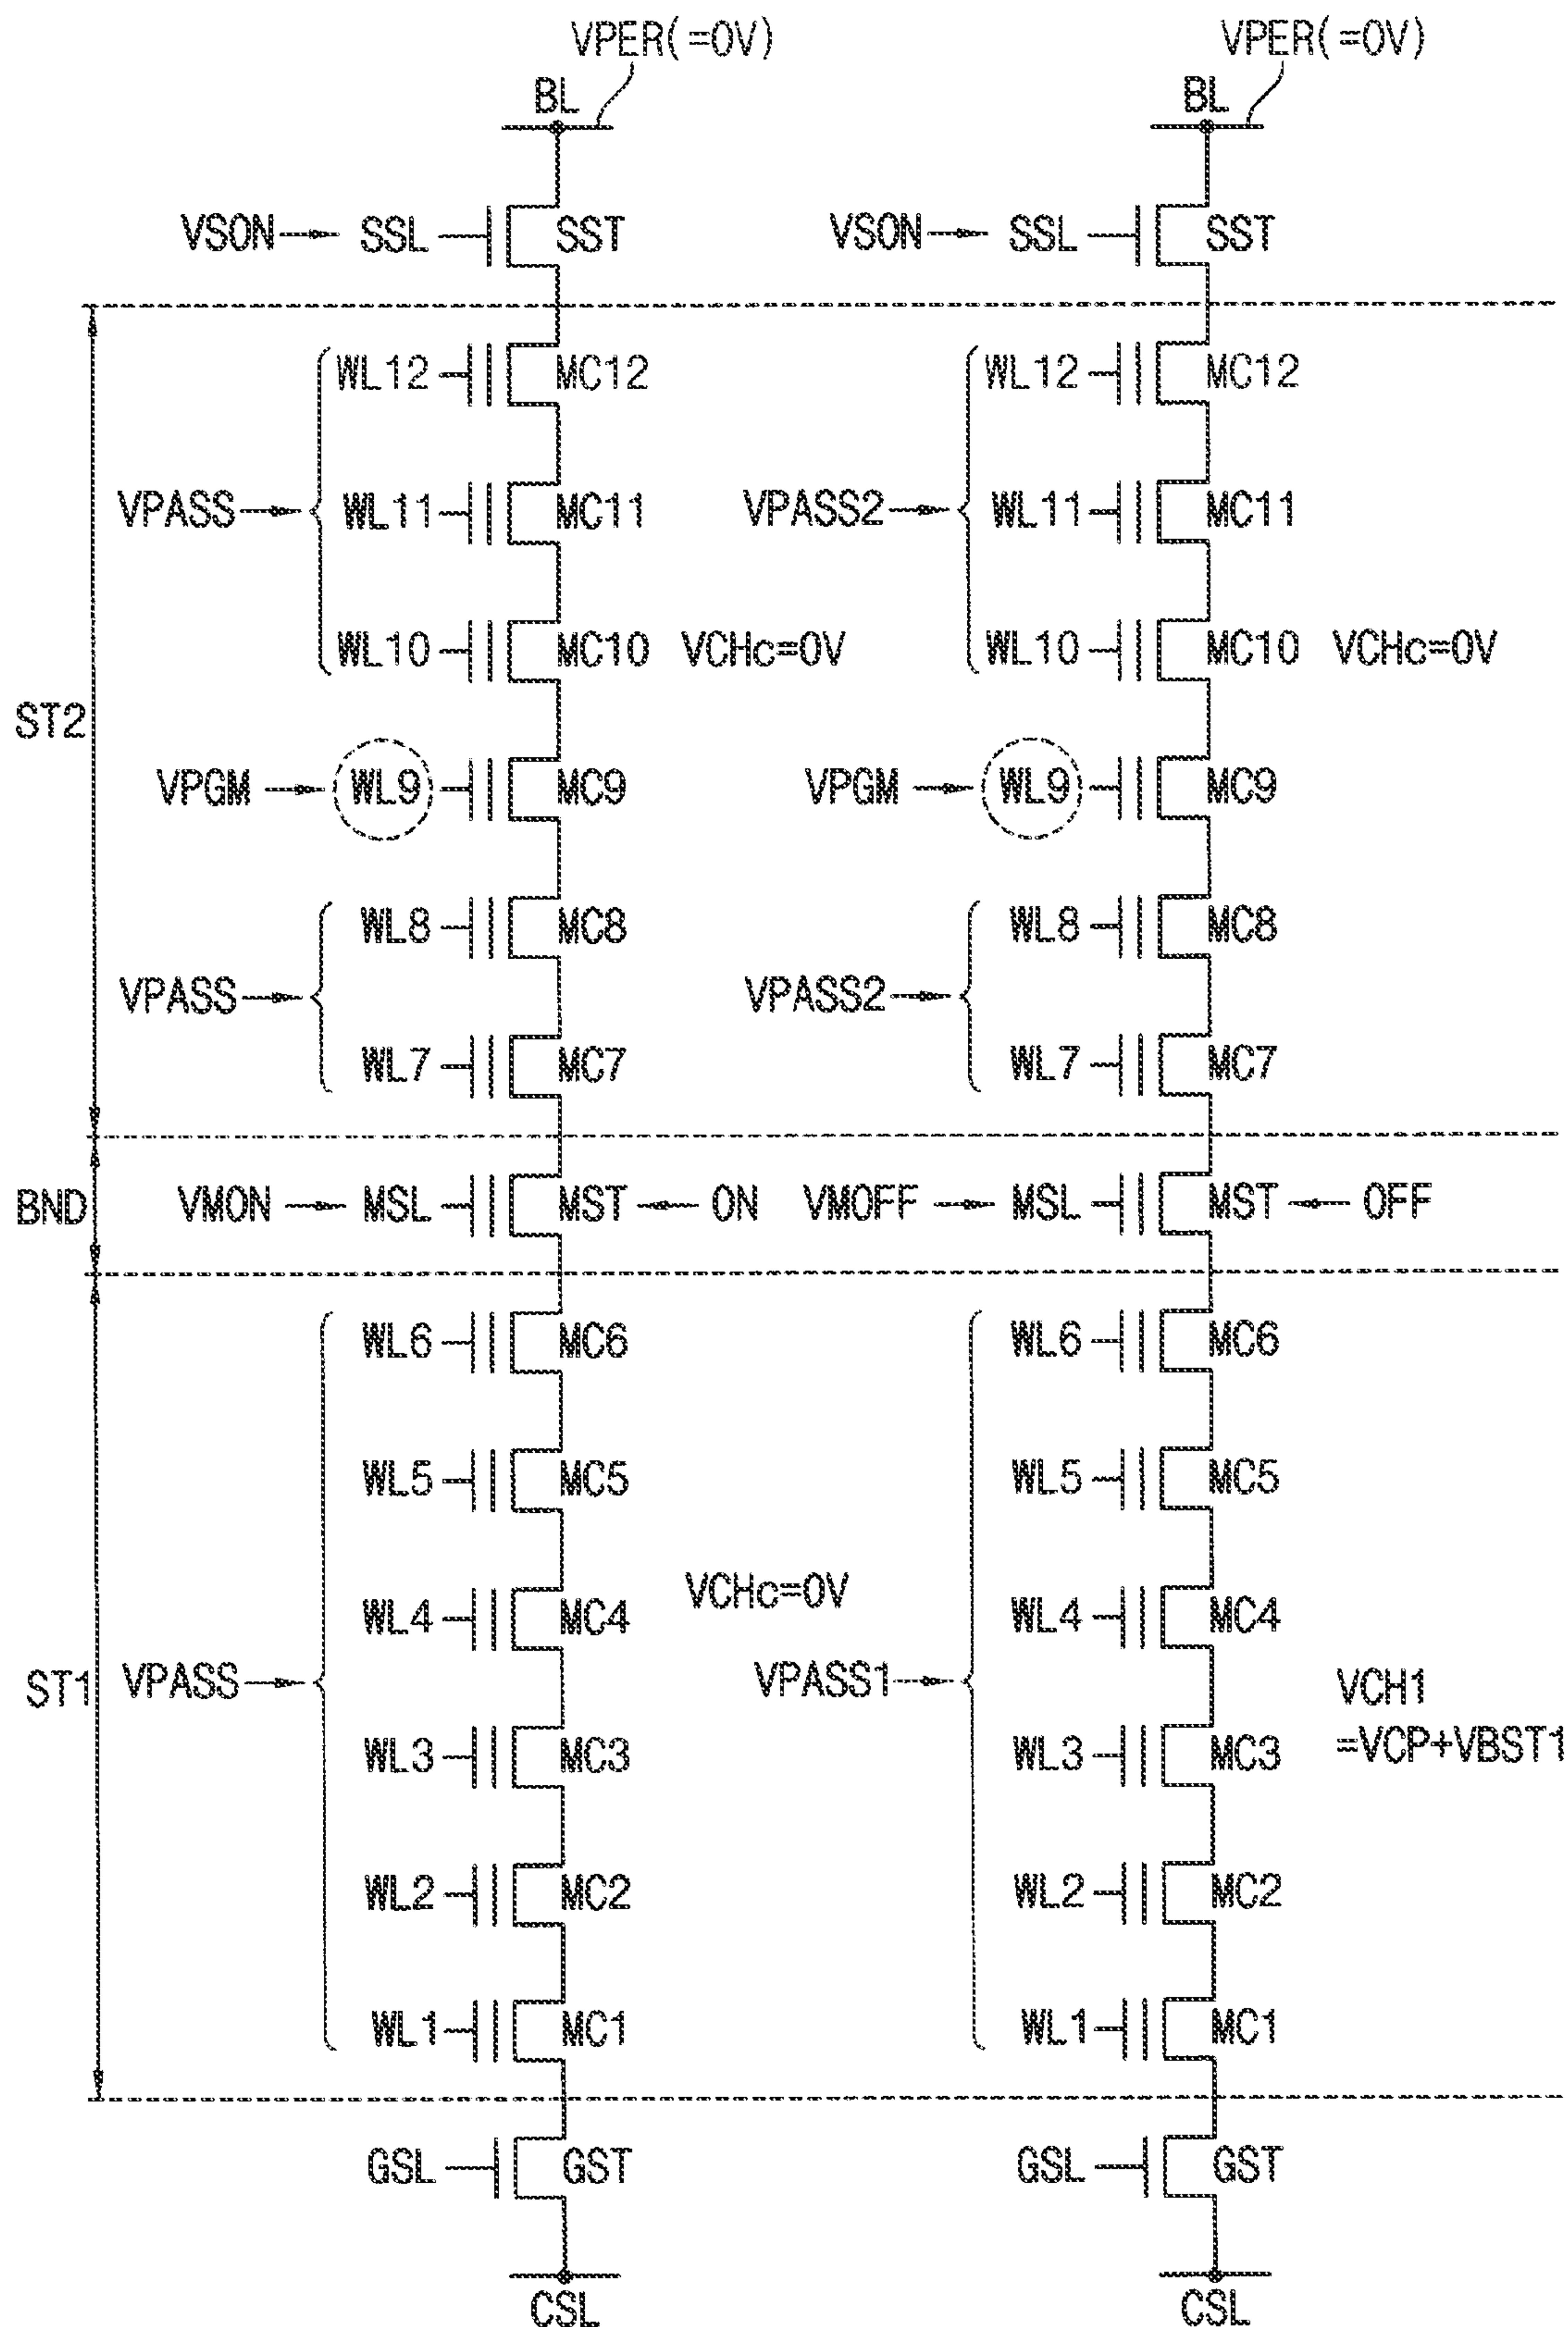 VPER(=0V) VPER(=0V)
BL BL
VSON SSL SST VSON SSL SST
WL12 MC12 WL12 MC12
VPASS WL11 MC11 VPASS2 WL11 MC11
WL10 MC10 VCHc=0V WL10 MC10 VCHc=0V
ST2
VPGM WL9 MC9 VPGM WL9 MC9
WL8 MC8 WL8 MC8
VPASS VPASS2
WL7 MC7 WL7 MC7
BND VMON MSL MST ON VMOFF MSL MST OFF
WL6 MC6 WL6 MC6
WL5 MC5 WL5 MC5
VCHc=0V
WL4 MC4 WL4 MC4
ST1 VPASS VPASS1 VCH1
=VCP+VBST1
WL3 MC3 WL3 MC3
WL2 MC2 WL2 MC2
WL1 MC1 WL1 MC1
GSL GST GSL GST
CSL CSL